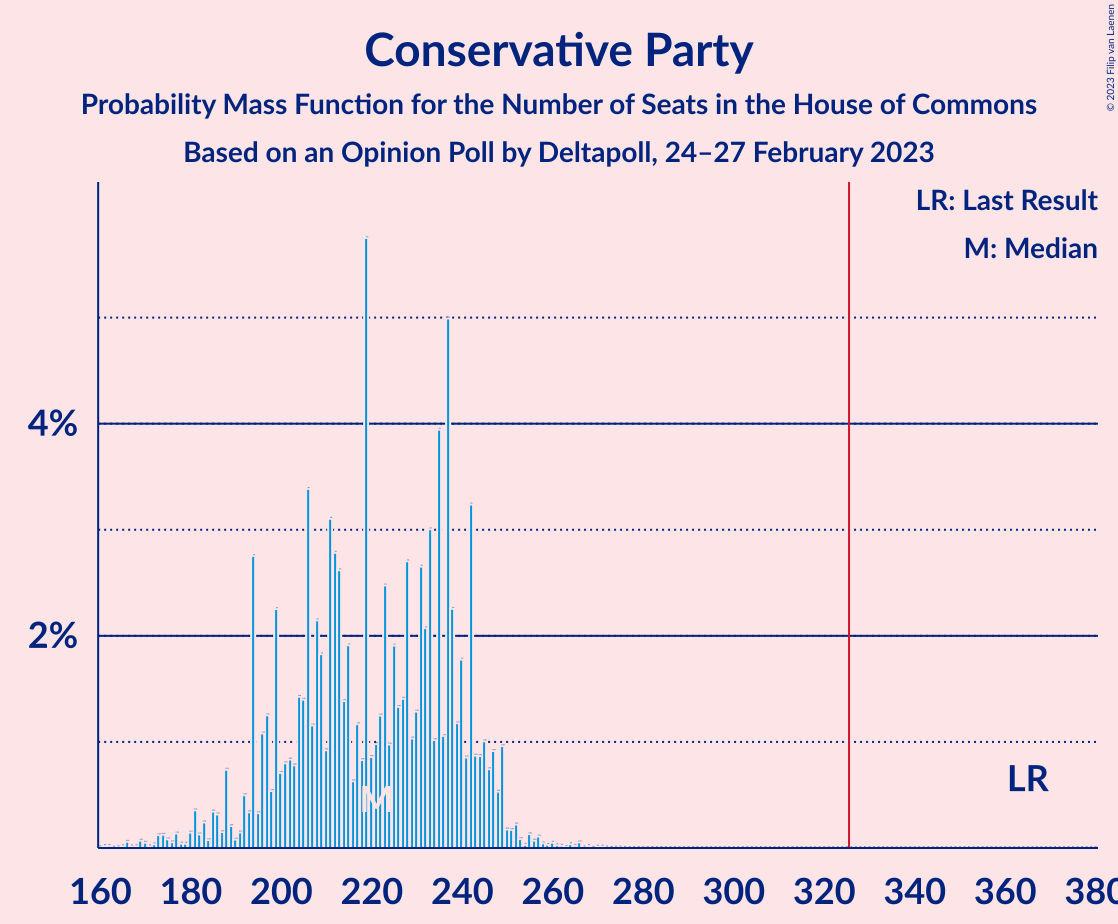 Conservative Party
Probability Mass Function for the Number of Seats in the House of Commons
Based on an Opinion Poll by Deltapoll, 24–27 February 2023
© 2023 Filip van Laenen
LR: Last Result
M: Median
4%
2%
M
LR
160 180 200 220 240 260 280 300 320 340 360 380